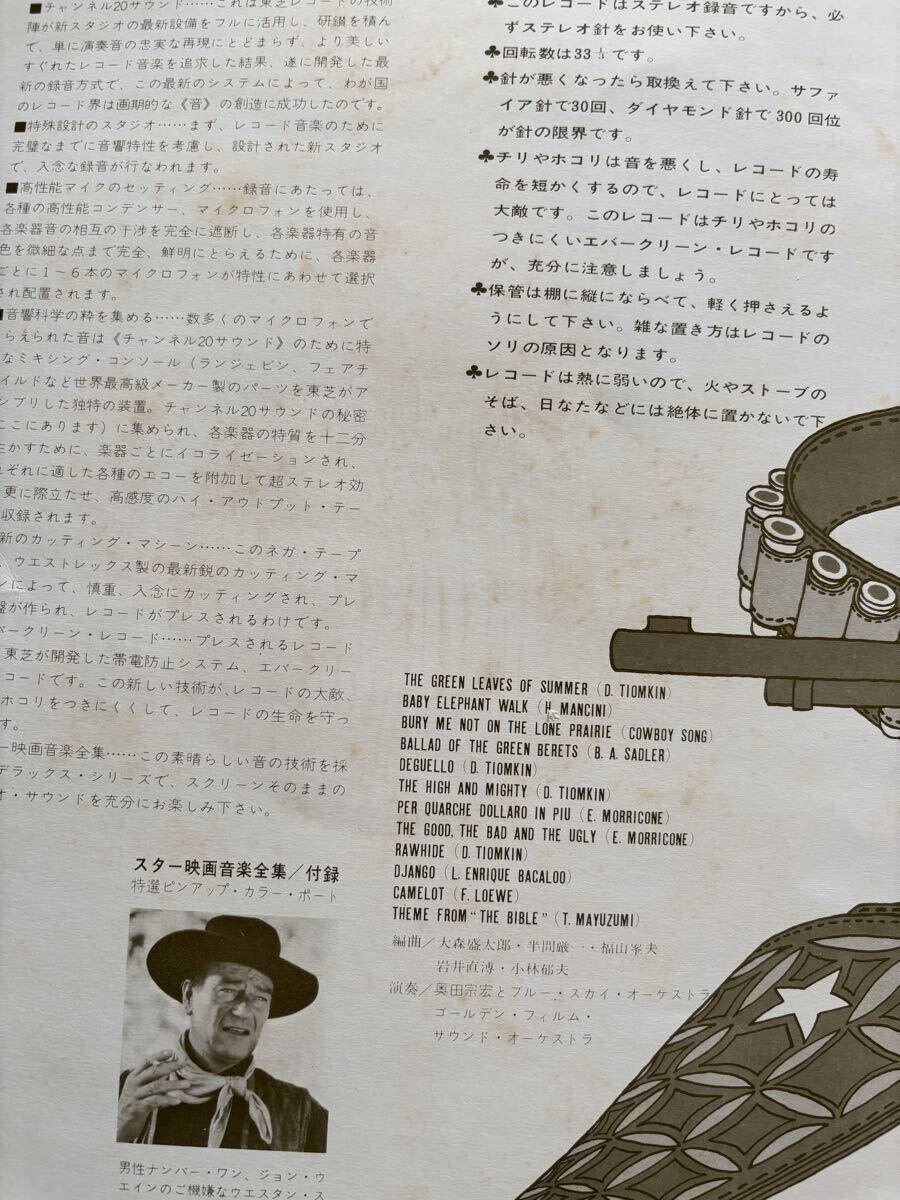 ■チャンネル20サウンド……これは東芝レコードの技術
陣が新スタジオの最新設備をフルに活用し、研鑽を積ん
で、単に演奏音の忠実な再現にとどまらず、より美しい
すぐれたレコード音楽を追求した結果、遂に開発した最
新の録音方式で、この最新のシステムによって、わが国
のレコード界は画期的な《音》の創造に成功したのです。
■特殊設計のスタジオ……まず、レコード音楽のために
完璧なまでに音響特性を考慮し、設計された新スタジオ
で、入念な録音が行なわれます。
■高性能マイクのセッティング……録音にあたっては、
各種の高性能コンデンサー、マイクロフォンを使用し、
各楽器音の相互の干渉を完全に遮断し、各楽器特有の音
色を微細な点まで完全、鮮明にとらえるために、各楽器
ごとに1～6本のマイクロフォンが特性にあわせて選択
され配置されます。
■音響科学の粋を集める……数多くのマイクロフォンで
らえられた音は《チャンネル20サウンド》のために特
なミキシング・コンソール（ランジェビン、フェアチ
イルドなど世界最高級メーカー製のパーツを東芝がア
ンブリした独特の装置。チャンネル20サウンドの秘密
ここにあります）に集められ、各楽器の特質を十二分
生かすために、楽器ごとにイコライゼーションされ、
れぞれに適した各種のエコーを附加して超ステレオ効
更に際立たせ、高感度のハイ・アウトプット・テー
収録されます。
新のカッティング・マシーン……このネガ・テープ
、ウエストレックス製の最新鋭のカッティング・マ
ンによって、慎重、入念にカッティングされ、プレ
盤が作られ、レコードがプレスされるわけです。
バークリーン・レコード……プレスされるレコード
東芝が開発した帯電防止システム、エバークリー
コードです。この新しい技術が、レコードの大敵、
ホコリをつきにくくして、レコードの生命を守っ
す。
ー映画音楽全集……この素晴らしい音の技術を採
デラックス・シリーズで、スクリーンそのままの
オ・サウンドを充分にお楽しみ下さい。
スター映画音楽全集／付録
特選ピンアップ・カラー・ポート
男性ナンバー・ワン、ジョン・ウ
エインのご機嫌なウエスタン・ス
♣このレコードはステレオ録音ですから、必
ずステレオ針をお使い下さい。
♣回転数は33⅓です。
♣針が悪くなったら取換えて下さい。サファ
イア針で30回、ダイヤモンド針で300回位
が針の限界です。
♣チリやホコリは音を悪くし、レコードの寿
命を短かくするので、レコードにとっては
大敵です。このレコードはチリやホコリの
つきにくいエバークリーン・レコードです
が、充分に注意しましょう。
♣保管は棚に縦にならべて、軽く押さえるよ
うにして下さい。雑な置き方はレコードの
ソリの原因となります。
♣レコードは熱に弱いので、火やストーブの
そば、日なたなどには絶体に置かないで下
さい。
THE GREEN LEAVES OF SUMMER (D. TIOMKIN)
BABY ELEPHANT WALK (H. MANCINI)
BURY ME NOT ON THE LONE PRAIRIE (COWBOY SONG)
BALLAD OF THE GREEN BERETS (B. A. SADLER)
DEGUELLO (D. TIOMKIN)
THE HIGH AND MIGHTY (D. TIOMKIN)
PER QUARCHE DOLLARO IN PIU (E. MORRICONE)
THE GOOD, THE BAD AND THE UGLY (E. MORRICONE)
RAWHIDE (D. TIOMKIN)
DJANGO (L. ENRIQUE BACALOO)
CAMELOT (F. LOEWE)
THEME FROM "THE BIBLE" (T. MAYUZUMI)
編曲／大森盛太郎・半間厳一・福山峯夫
岩井直溥・小林郁夫
演奏／奥田宗宏とブルー・スカイ・オーケストラ
ゴールデン・フィルム・
サウンド・オーケストラ